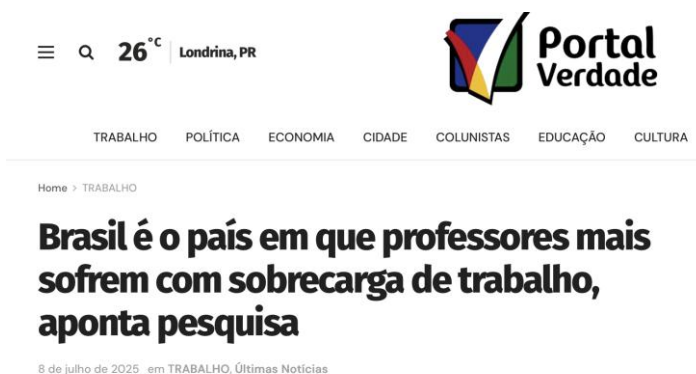 26°C Londrina, PR
Portal
Verdade
TRABALHO POLÍTICA ECONOMIA CIDADE COLUNISTAS EDUCAÇÃO CULTURA
Home > TRABALHO
Brasil é o país em que professores mais
sofrem com sobrecarga de trabalho,
aponta pesquisa
8 de julho de 2025 em TRABALHO, Últimas Notícias